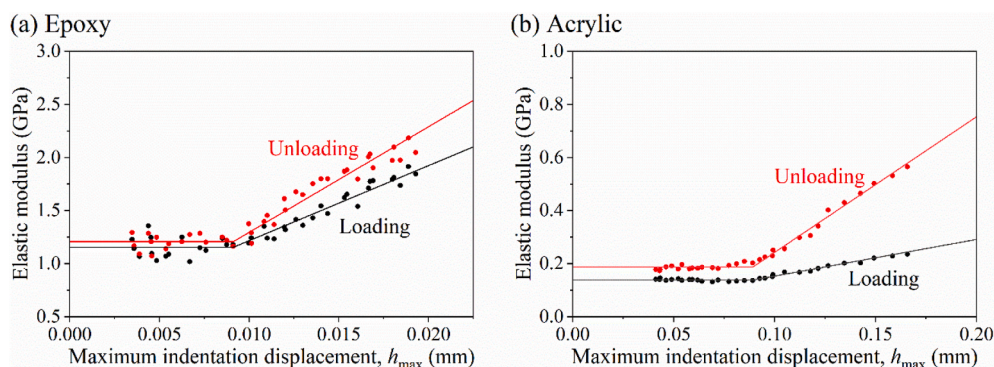 (a) Epoxy
3.0
2.5
2.0
1.5
1.0
0.5
Elastic modulus (GPa)
Unloading
Loading
0.000 0.005 0.010 0.015 0.020
Maximum indentation displacement, hmax (mm)
(b) Acrylic
1.0
0.8
0.6
0.4
0.2
0.0
Elastic modulus (GPa)
Unloading
Loading
0.00 0.05 0.10 0.15 0.20
Maximum indentation displacement, hmax (mm)